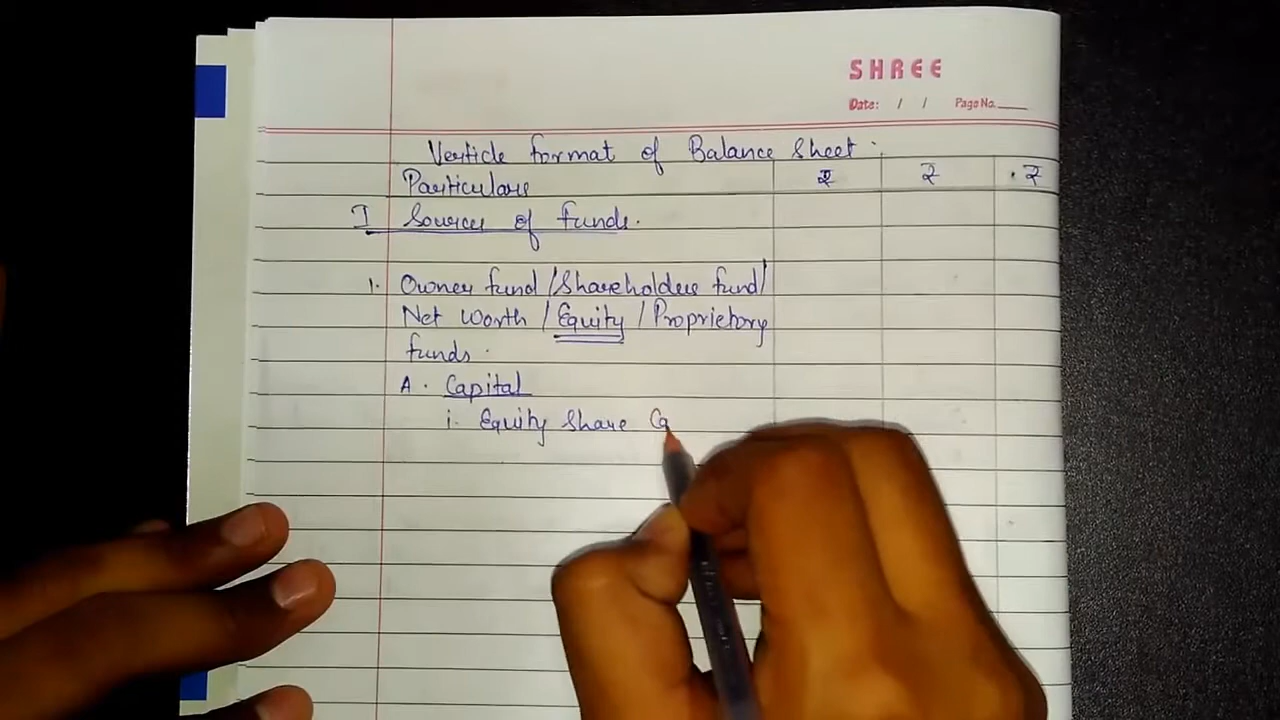 SHREE
Date: / / Page No.
Verticle format of Balance Sheet :
Particulars ₹ ₹ ₹
I Sources of funds.
1. Owner fund / Shareholders fund /
Net worth / Equity / Proprietory
funds.
A. Capital
i. Equity Share Ca